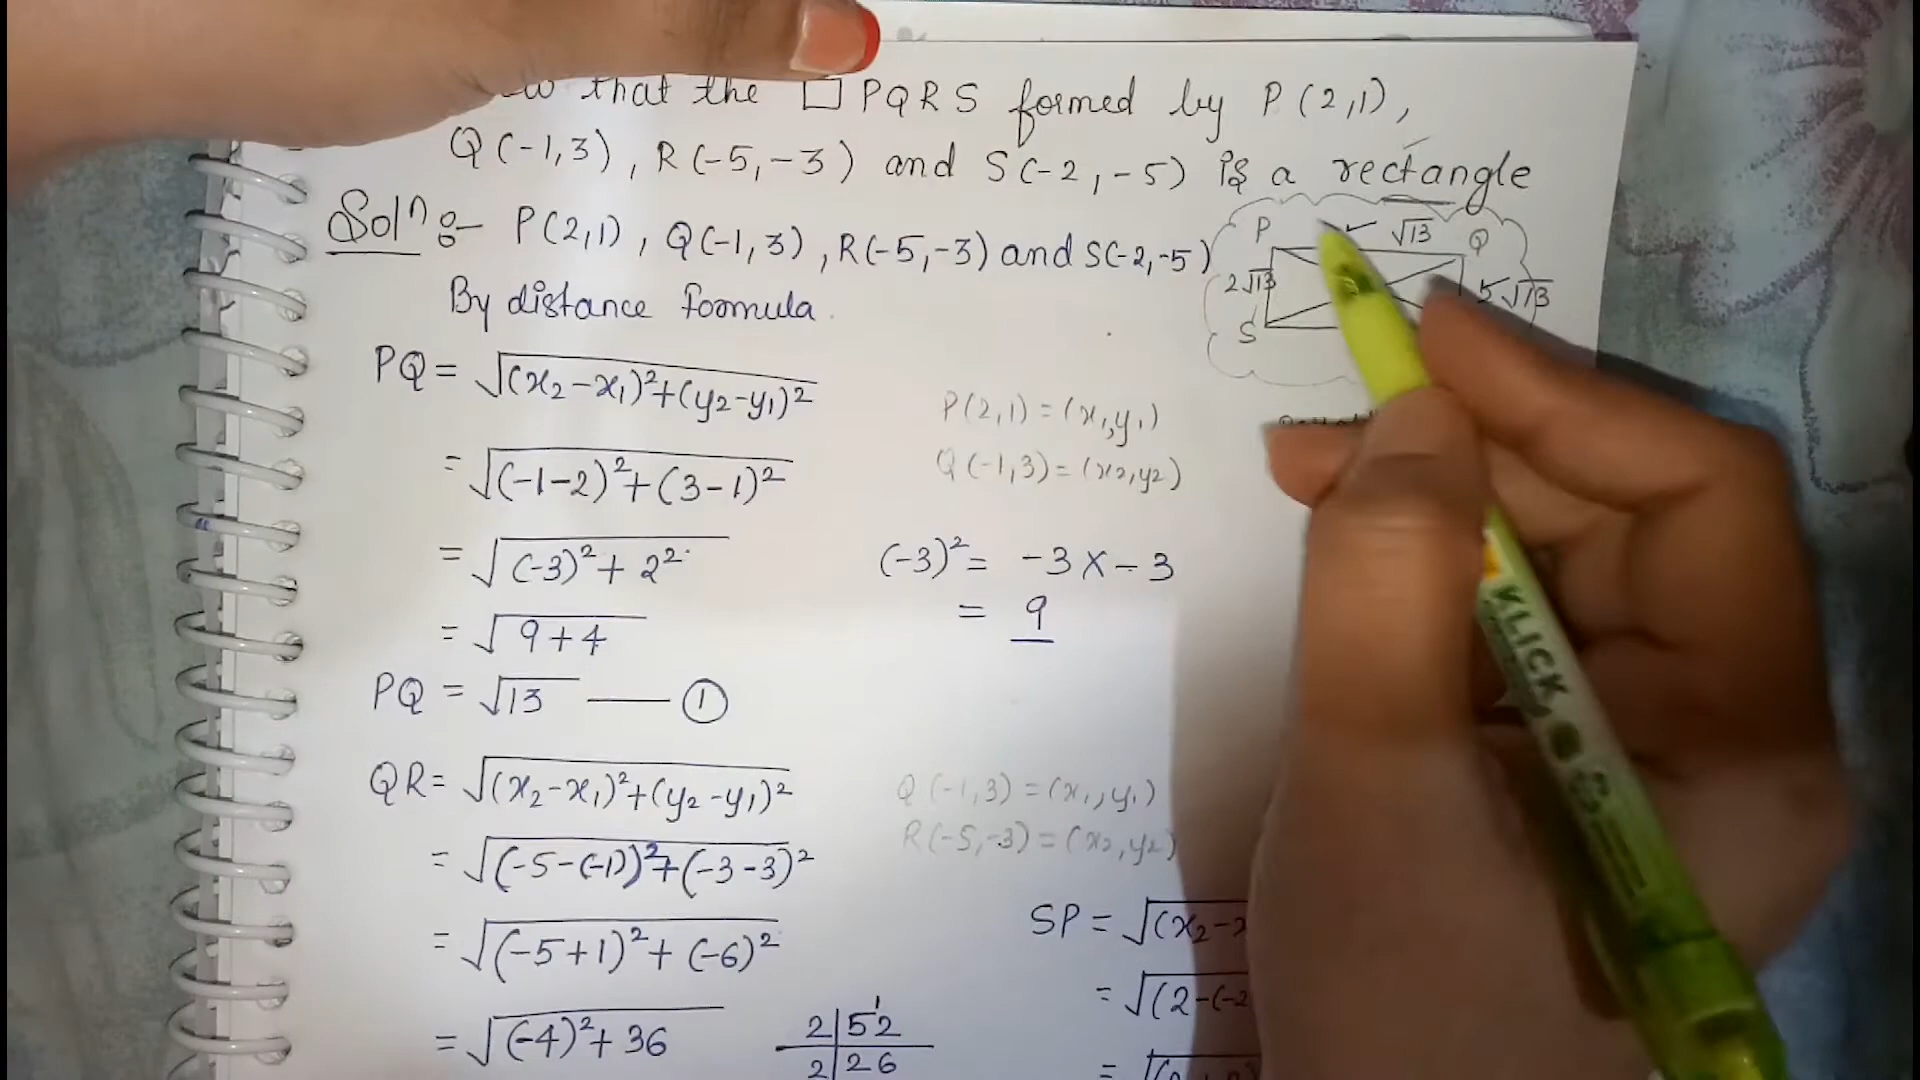 that the □ PQRS formed by P(2,1),
Q(-1,3), R(-5,-3) and S(-2,-5) is a rectangle
Solⁿ:- P(2,1), Q(-1,3), R(-5,-3) and S(-2,-5)
P √13 Q
2√13
S
By distance formula.
PQ = √(x₂-x₁)²+(y₂-y₁)²
P(2,1) = (x₁,y₁)
= √(-1-2)²+(3-1)²
Q(-1,3) = (x₂,y₂)
= √(-3)²+2²
(-3)² = -3 x -3
= √9+4
= 9
PQ = √13 —— ①
QR = √(x₂-x₁)²+(y₂-y₁)²
Q(-1,3) = (x₁,y₁)
= √(-5-(-1))²+(-3-3)²
R(-5,-3) = (x₂,y₂)
= √(-5+1)²+(-6)²
SP = √(x₂-x
= √(2-(-2
= √(-4)²+36
2|52
2|26
KLICK